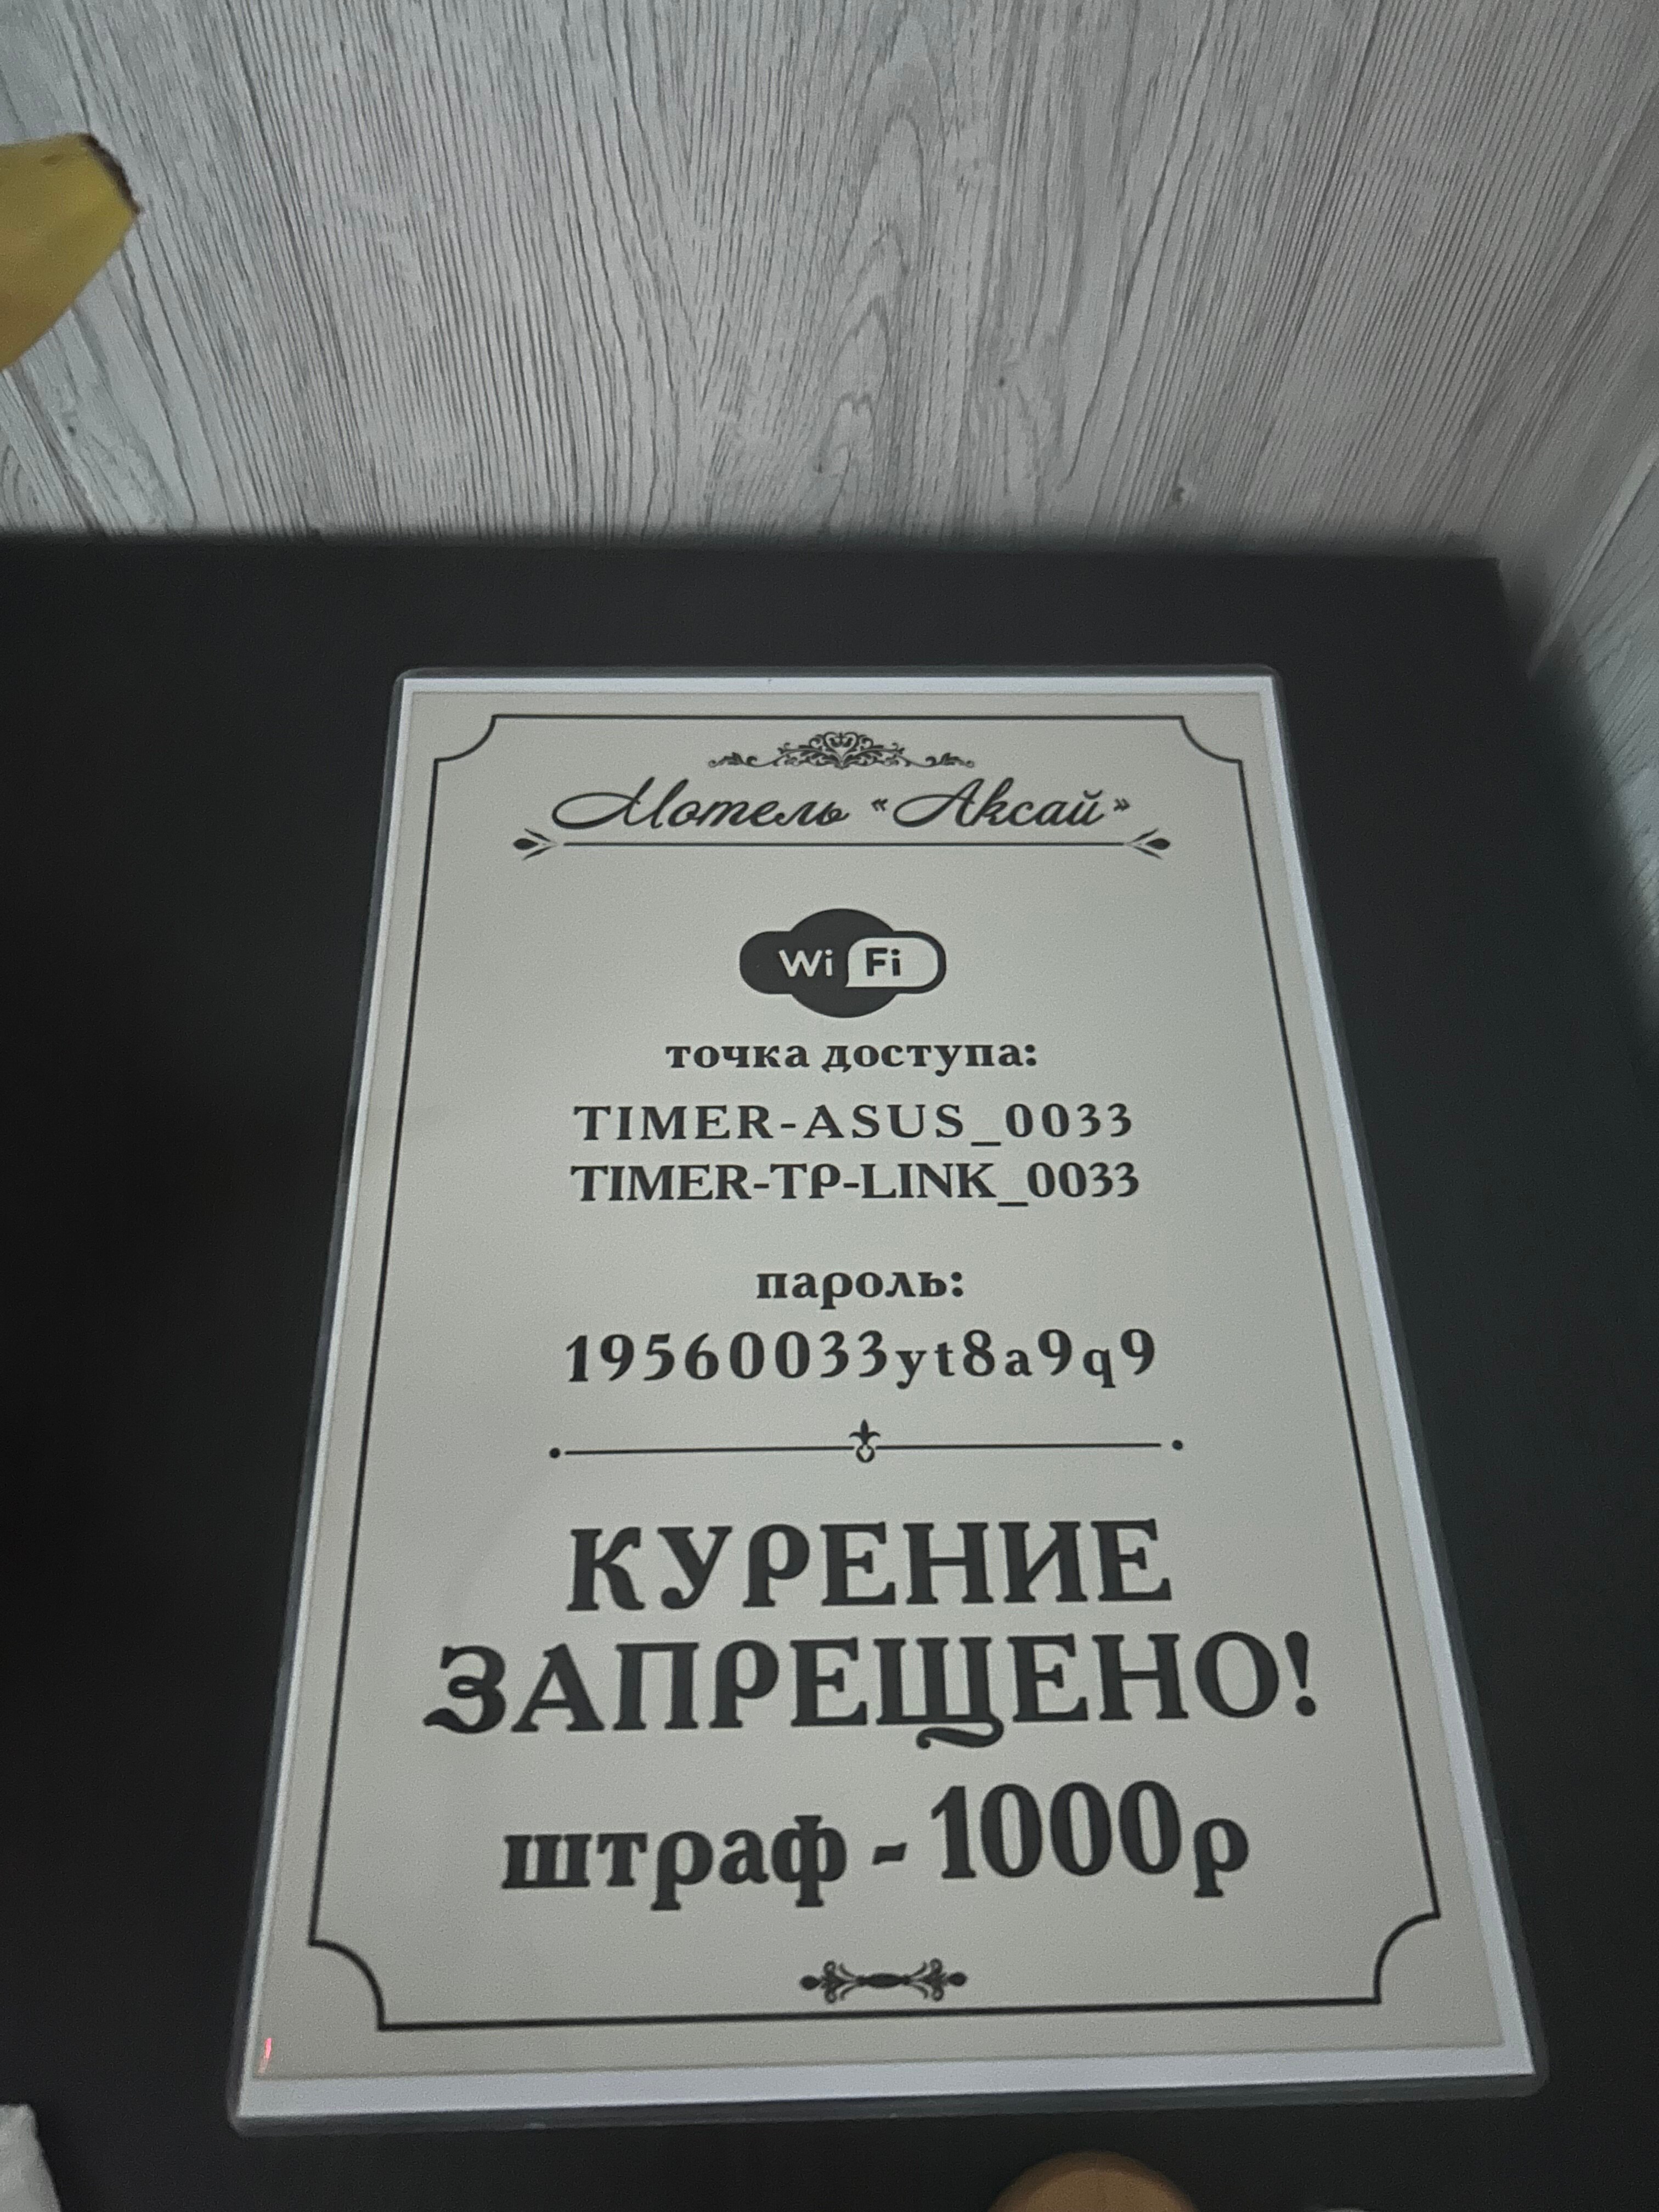 Мотель «Аксай»
Wi Fi
точка доступа:
TIMER-ASUS_0033
TIMER-TP-LINK_0033
пароль:
19560033yt8a9q9
КУРЕНИЕ
ЗАПРЕЩЕНО!
штраф - 1000р